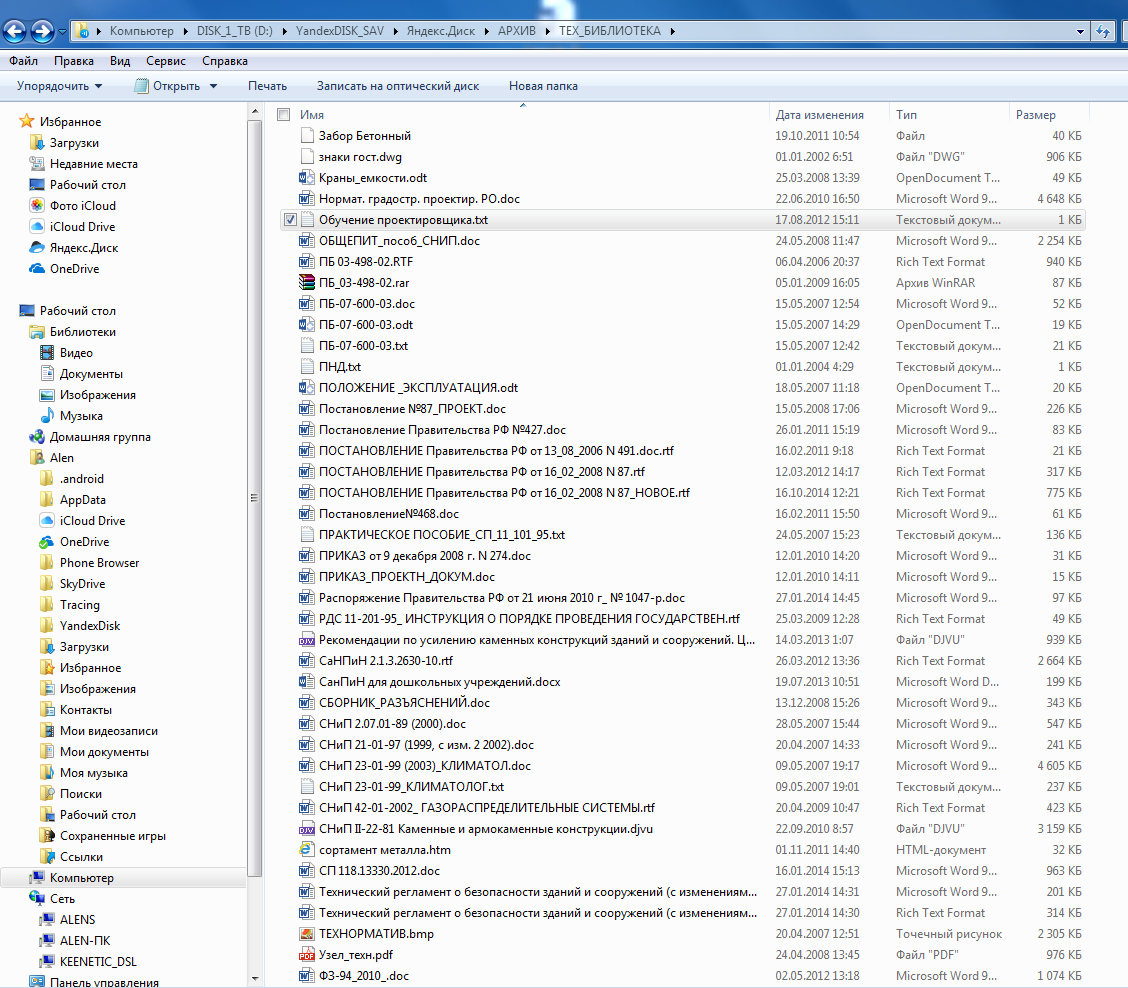 Компьютер ▸ DISK_1_TB (D:) ▸ YandexDISK_SAV ▸ Яндекс.Диск ▸ АРХИВ ▸ ТЕХ_БИБЛИОТЕКА ▸
Файл Правка Вид Сервис Справка
Упорядочить Открыть Печать Записать на оптический диск Новая папка
Избранное
Загрузки
Недавние места
Рабочий стол
Фото iCloud
iCloud Drive
Яндекс.Диск
OneDrive
Рабочий стол
Библиотеки
Видео
Документы
Изображения
Музыка
Домашняя группа
Alen
.android
AppData
iCloud Drive
OneDrive
Phone Browser
SkyDrive
Tracing
YandexDisk
Загрузки
Избранное
Изображения
Контакты
Мои видеозаписи
Мои документы
Моя музыка
Поиски
Рабочий стол
Сохраненные игры
Ссылки
Компьютер
Сеть
ALENS
ALEN-ПК
KEENETIC_DSL
Панель управления
Имя Дата изменения Тип Размер
Забор Бетонный 19.10.2011 10:54 Файл 40 КБ
знаки гост.dwg 01.01.2002 6:51 Файл "DWG" 906 КБ
Краны_емкости.odt 25.03.2008 13:39 OpenDocument T... 49 КБ
Нормат. градостр. проектир. РО.doc 22.06.2010 16:50 Microsoft Word 9... 4 648 КБ
Обучение проектировщика.txt 17.08.2012 15:11 Текстовый докум... 1 КБ
ОБЩЕПИТ_пособ_СНИП.doc 24.05.2008 11:47 Microsoft Word 9... 2 254 КБ
ПБ 03-498-02.RTF 06.04.2006 20:37 Rich Text Format 940 КБ
ПБ_03-498-02.rar 05.01.2009 16:05 Архив WinRAR 87 КБ
ПБ-07-600-03.doc 15.05.2007 12:54 Microsoft Word 9... 52 КБ
ПБ-07-600-03.odt 15.05.2007 14:29 OpenDocument T... 19 КБ
ПБ-07-600-03.txt 15.05.2007 12:42 Текстовый докум... 21 КБ
ПНД.txt 01.01.2004 4:29 Текстовый докум... 1 КБ
ПОЛОЖЕНИЕ _ЭКСПЛУАТАЦИЯ.odt 18.05.2007 11:18 OpenDocument T... 20 КБ
Постановление №87_ПРОЕКТ.doc 15.05.2008 17:06 Microsoft Word 9... 226 КБ
Постановление Правительства РФ №427.doc 26.01.2011 15:19 Microsoft Word 9... 83 КБ
ПОСТАНОВЛЕНИЕ Правительства РФ от 13_08_2006 N 491.doc.rtf 16.02.2011 9:18 Rich Text Format 21 КБ
ПОСТАНОВЛЕНИЕ Правительства РФ от 16_02_2008 N 87.rtf 12.03.2012 14:17 Rich Text Format 317 КБ
ПОСТАНОВЛЕНИЕ Правительства РФ от 16_02_2008 N 87_НОВОЕ.rtf 16.10.2014 12:21 Rich Text Format 775 КБ
Постановление№468.doc 16.02.2011 15:50 Microsoft Word 9... 61 КБ
ПРАКТИЧЕСКОЕ ПОСОБИЕ_СП_11_101_95.txt 24.05.2007 15:23 Текстовый докум... 136 КБ
ПРИКАЗ от 9 декабря 2008 г. N 274.doc 12.01.2010 14:20 Microsoft Word 9... 31 КБ
ПРИКАЗ_ПРОЕКТН_ДОКУМ.doc 12.01.2010 14:11 Microsoft Word 9... 15 КБ
Распоряжение Правительства РФ от 21 июня 2010 г_ № 1047-р.doc 27.01.2014 14:45 Microsoft Word 9... 97 КБ
РДС 11-201-95_ ИНСТРУКЦИЯ О ПОРЯДКЕ ПРОВЕДЕНИЯ ГОСУДАРСТВЕН.rtf 25.03.2009 12:28 Rich Text Format 49 КБ
Рекомендации по усилению каменных конструкций зданий и сооружений. Ц... 14.03.2013 1:07 Файл "DJVU" 939 КБ
СаНПиН 2.1.3.2630-10.rtf 26.03.2012 13:36 Rich Text Format 2 664 КБ
СанПиН для дошкольных учреждений.docx 19.07.2013 10:51 Microsoft Word D... 199 КБ
СБОРНИК_РАЗЪЯСНЕНИЙ.doc 13.12.2008 15:26 Microsoft Word 9... 343 КБ
СНиП 2.07.01-89 (2000).doc 28.05.2007 15:44 Microsoft Word 9... 547 КБ
СНиП 21-01-97 (1999, с изм. 2 2002).doc 20.04.2007 14:33 Microsoft Word 9... 241 КБ
СНиП 23-01-99 (2003)_КЛИМАТОЛ.doc 09.05.2007 19:17 Microsoft Word 9... 4 605 КБ
СНиП 23-01-99_КЛИМАТОЛОГ.txt 09.05.2007 19:01 Текстовый докум... 237 КБ
СНиП 42-01-2002_ ГАЗОРАСПРЕДЕЛИТЕЛЬНЫЕ СИСТЕМЫ.rtf 20.04.2009 10:47 Rich Text Format 423 КБ
СНиП II-22-81 Каменные и армокаменные конструкции.djvu 22.09.2010 8:57 Файл "DJVU" 3 159 КБ
сортамент металла.htm 01.11.2011 14:40 HTML-документ 32 КБ
СП 118.13330.2012.doc 16.01.2014 15:13 Microsoft Word 9... 963 КБ
Технический регламент о безопасности зданий и сооружений (с изменениям... 27.01.2014 14:31 Microsoft Word 9... 201 КБ
Технический регламент о безопасности зданий и сооружений (с изменениям... 27.01.2014 14:30 Rich Text Format 314 КБ
ТЕХНОРМАТИВ.bmp 20.04.2007 12:51 Точечный рисунок 2 305 КБ
Узел_техн.pdf 24.04.2008 13:45 Файл "PDF" 976 КБ
ФЗ-94_2010_.doc 02.05.2012 13:18 Microsoft Word 9... 1 074 КБ